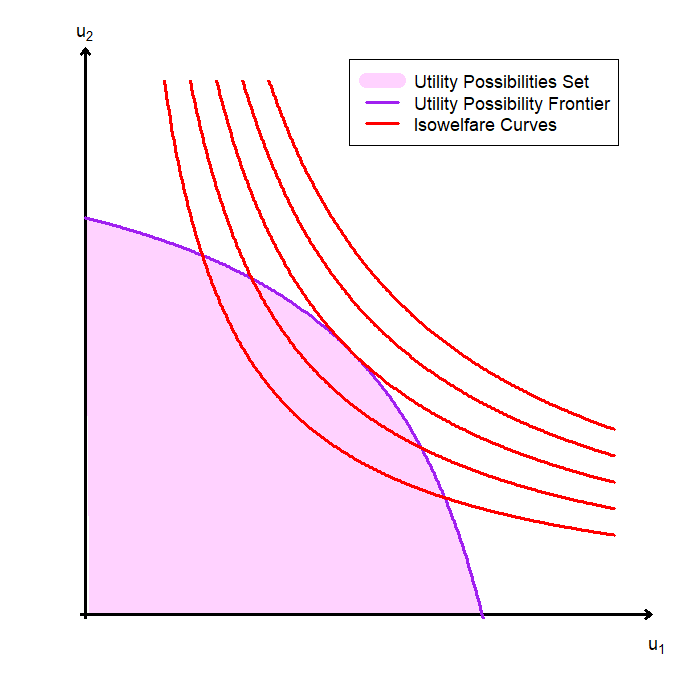 u2
Utility Possibilities Set
Utility Possibility Frontier
Isowelfare Curves
u1